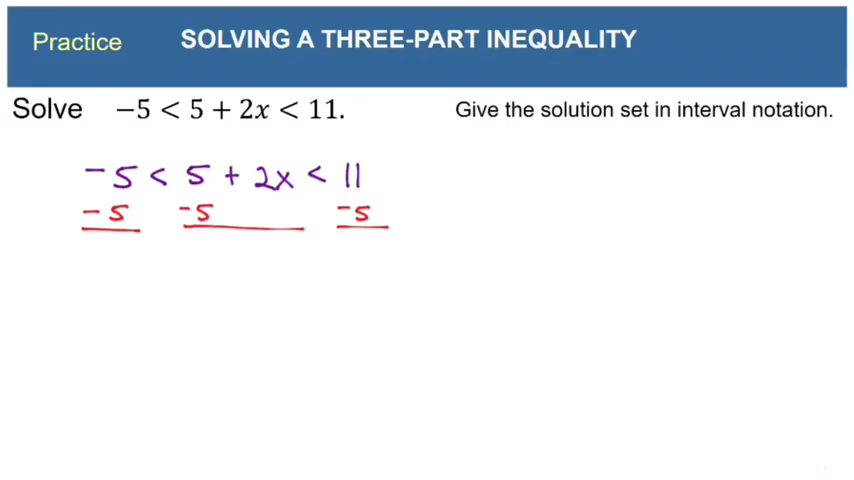 Practice SOLVING A THREE-PART INEQUALITY
Solve −5 < 5 + 2x < 11. Give the solution set in interval notation.
-5 < 5 + 2x < 11
-5 -5 -5
11